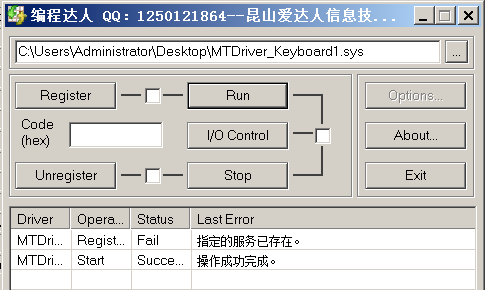 编程达人 QQ：1250121864--昆山爱达人信息技...
C:\Users\Administrator\Desktop\MTDriver_Keyboard1.sys ...
Register Run Options...
Code (hex) I/O Control About...
Unregister Stop Exit
Driver Opera... Status Last Error
MTDri... Regist... Fail 指定的服务已存在。
MTDri... Start Succe... 操作成功完成。